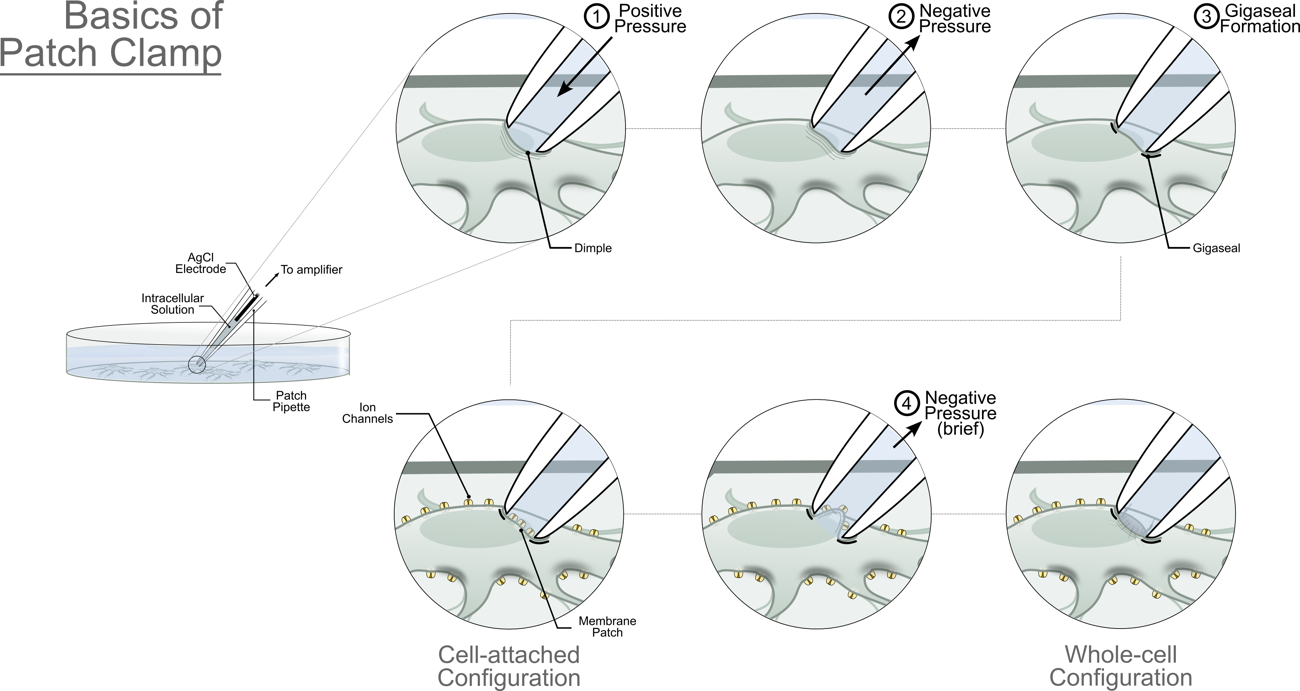 Basics of
Patch Clamp
1 Positive
Pressure
2 Negative
Pressure
3 Gigaseal
Formation
Dimple
Gigaseal
AgCl
Electrode
To amplifier
Intracellular
Solution
Patch
Pipette
Ion
Channels
4 Negative
Pressure
(brief)
Membrane
Patch
Cell-attached
Configuration
Whole-cell
Configuration